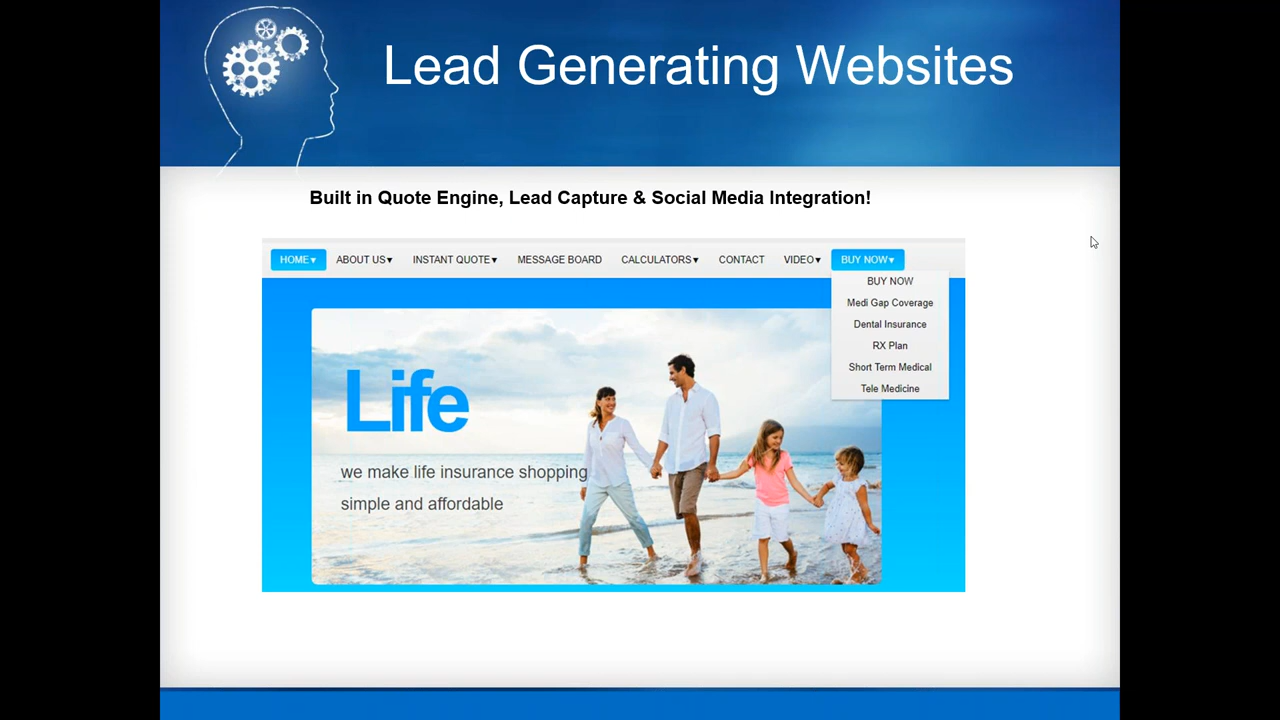 Lead Generating Websites
Built in Quote Engine, Lead Capture & Social Media Integration!
HOME▾ ABOUT US▾ INSTANT QUOTE▾ MESSAGE BOARD CALCULATORS▾ CONTACT VIDEO▾ BUY NOW▾
BUY NOW
Medi Gap Coverage
Dental Insurance
RX Plan
Short Term Medical
Tele Medicine
Life
we make life insurance shopping
simple and affordable